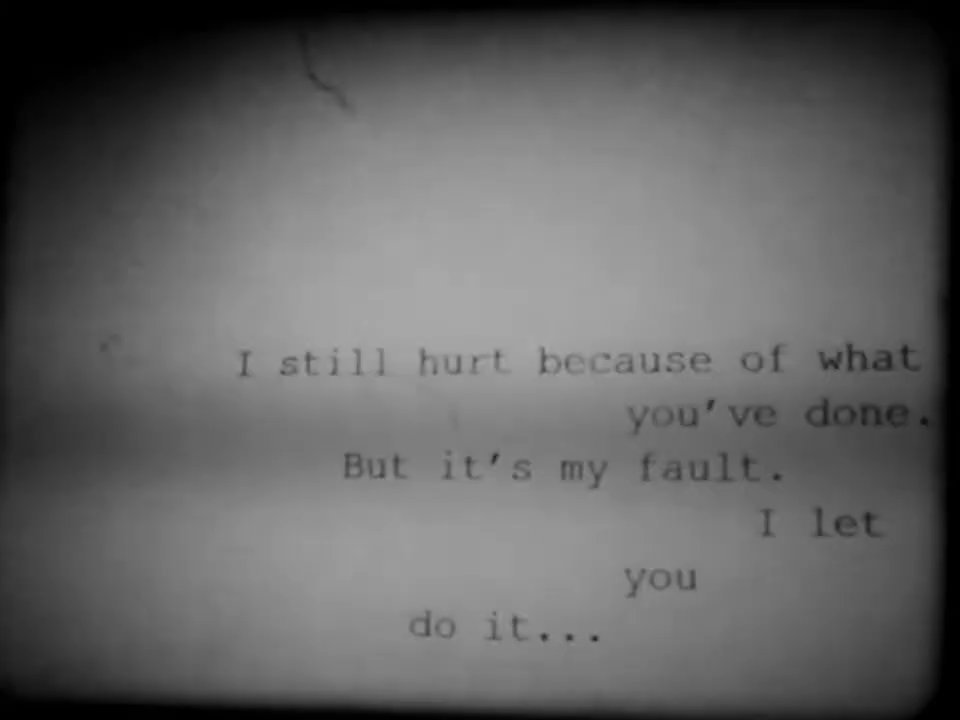 I still hurt because of what
you've done.
But it's my fault.
I let
you
do it...